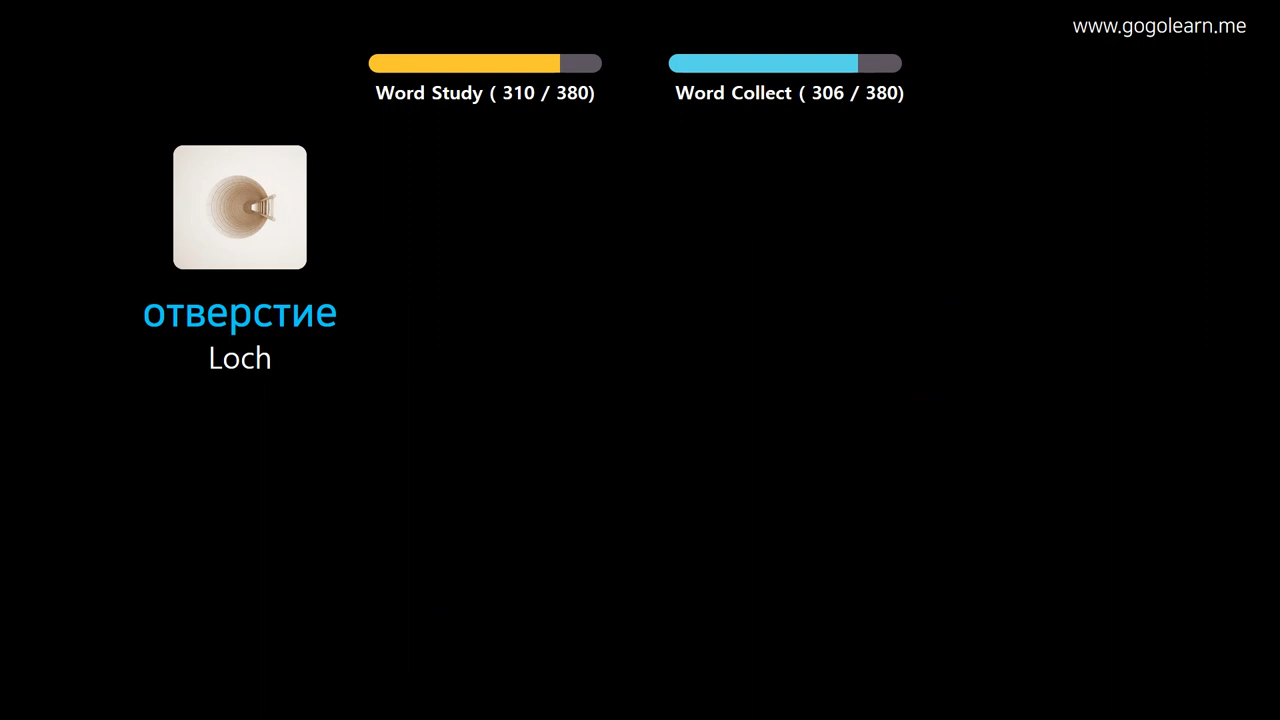 www.gogolearn.me
Word Study ( 310 / 380)
Word Collect ( 306 / 380)
отверстие
Loch